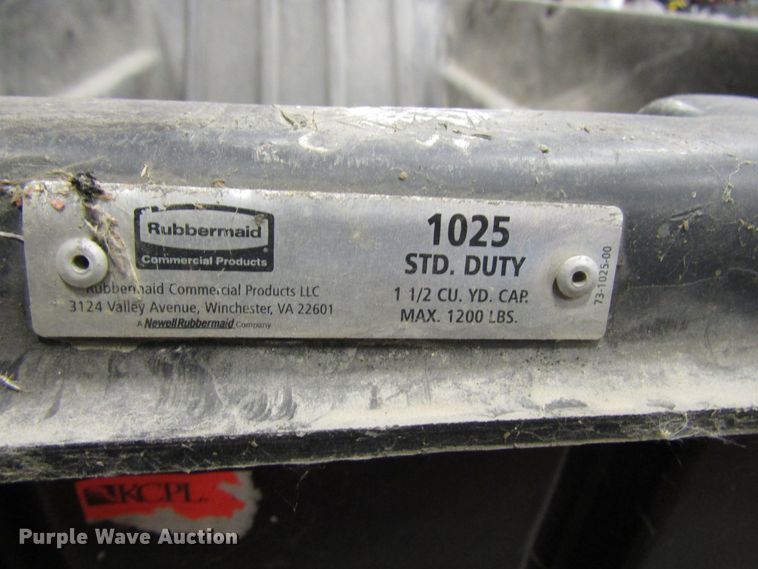 Rubbermaid
Commercial Products
Rubbermaid Commercial Products LLC
3124 Valley Avenue, Winchester, VA 22601
A NewellRubbermaid Company
1025
STD. DUTY
1 1/2 CU. YD. CAP.
MAX. 1200 LBS.
73-1025-00
KCPL
Purple Wave Auction